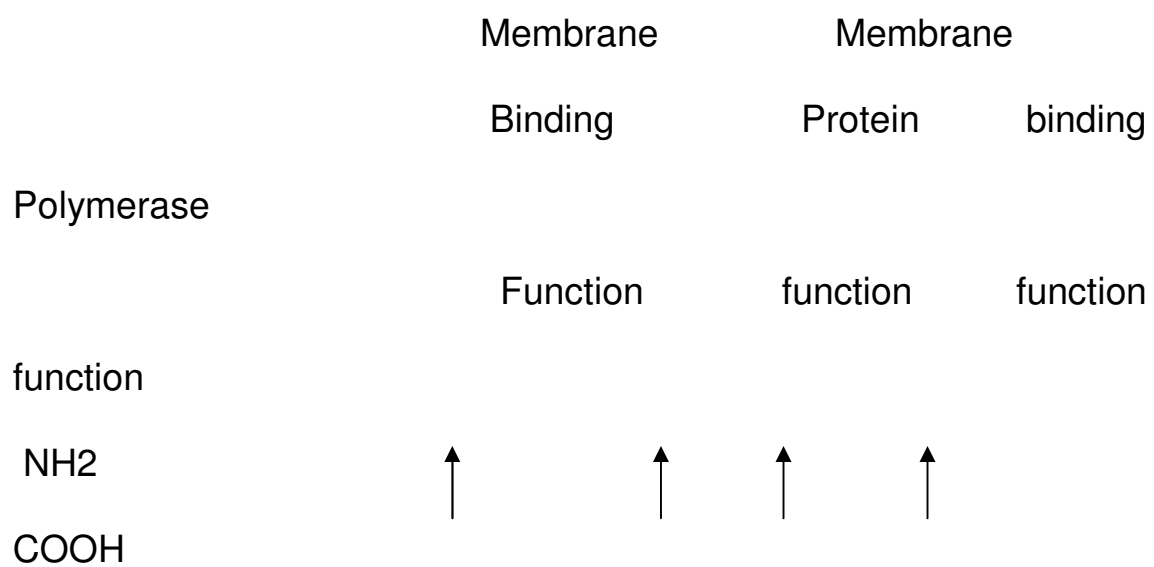 Membrane Membrane
Binding Protein binding
Polymerase
Function function function
function
NH2
COOH